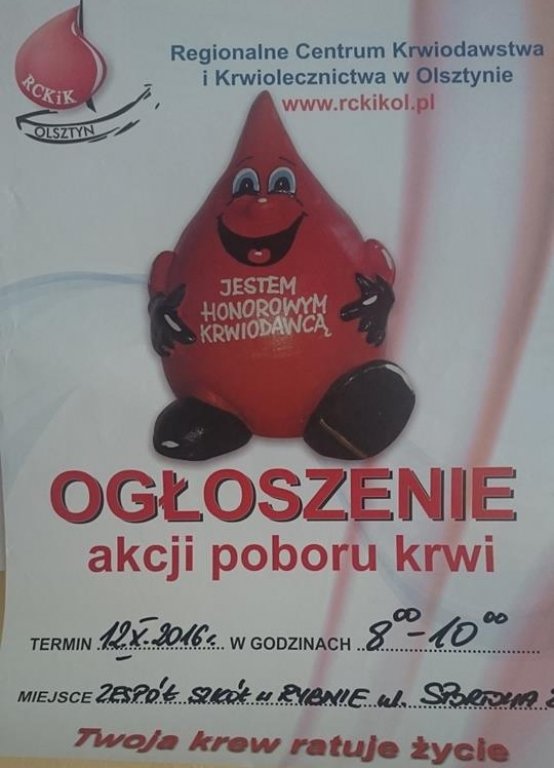 RCKiK
OLSZTYN
Regionalne Centrum Krwiodawstwa
i Krwiolecznictwa w Olsztynie
www.rckikol.pl
JESTEM
HONOROWYM
KRWIODAWCĄ
OGŁOSZENIE
akcji poboru krwi
TERMIN 12.X.2016r. W GODZINACH 8⁰⁰-10⁰⁰
MIEJSCE ZESPÓŁ SZKÓŁ w RYBNIE ul. SPORTOWA
Twoja krew ratuje życie